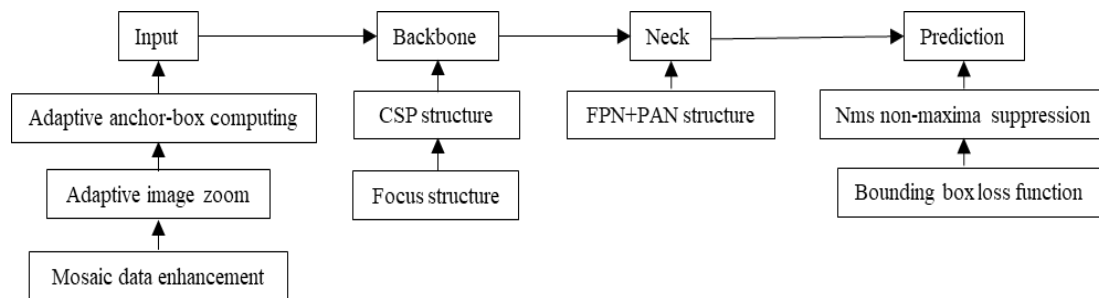 Input
Backbone
Neck
Prediction
Adaptive anchor-box computing
CSP structure
FPN+PAN structure
Nms non-maxima suppression
Adaptive image zoom
Focus structure
Bounding box loss function
Mosaic data enhancement